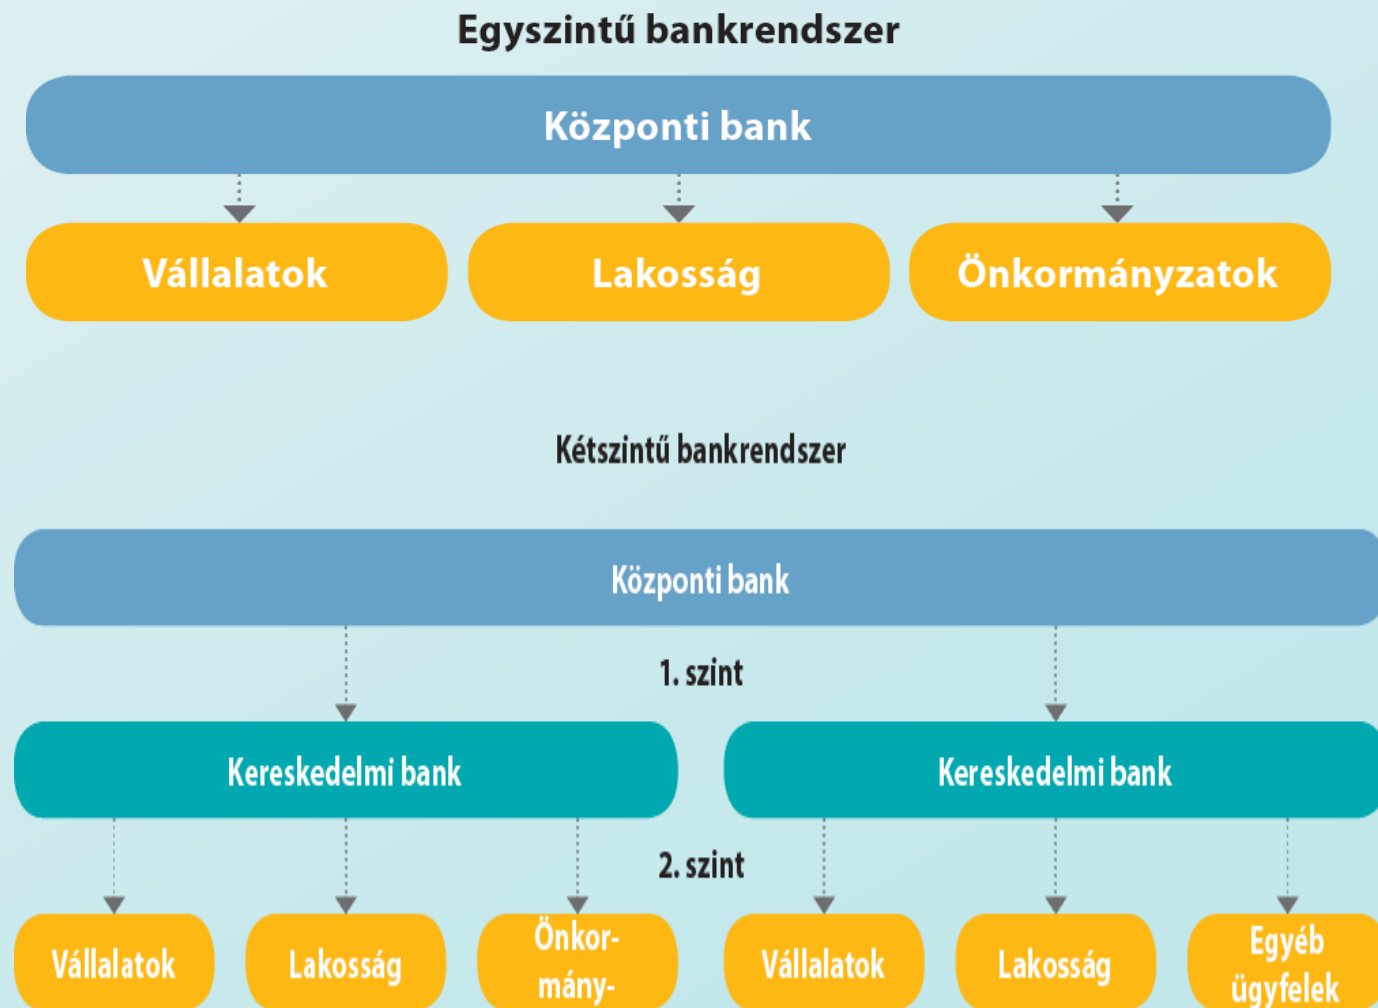 Egyszintű bankrendszer
Központi bank
Vállalatok
Lakosság
Önkormányzatok
Kétszintű bankrendszer
Központi bank
1. szint
Kereskedelmi bank
Kereskedelmi bank
2. szint
Vállalatok
Lakosság
Önkor-
mány-
Vállalatok
Lakosság
Egyéb
ügyfelek